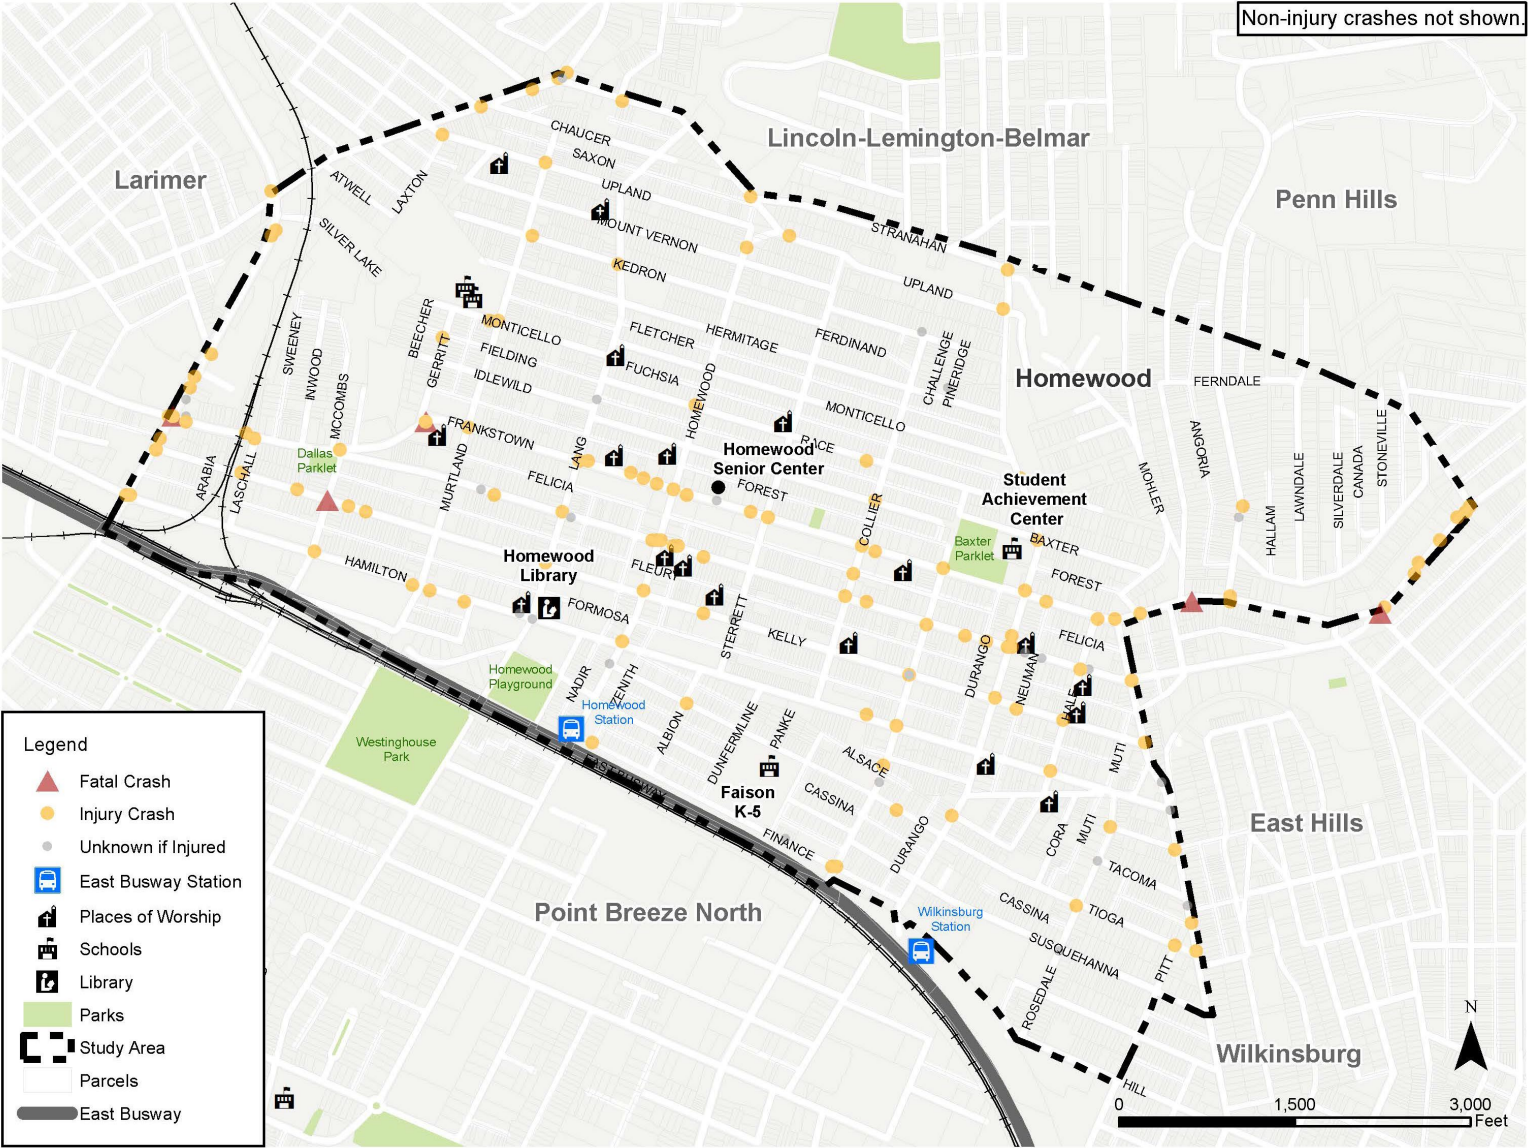 Non-injury crashes not shown.
Lincoln-Lemington-Belmar
Larimer
Penn Hills
CHAUCER
SAXON
ATWELL
LAXTON
UPLAND
MOUNT VERNON
STRANAHAN
SILVER LAKE
KEDRON
UPLAND
SWEENEY
INWOOD
MCCOMBS
BEECHER
GERRITT
MONTICELLO
FIELDING
IDLEWILD
FLETCHER
HERMITAGE
FERDINAND
FUCHSIA
HOMEWOOD
CHALLENGE
PINERIDGE
Homewood
FERNDALE
MONTICELLO
RACE
FRANKSTOWN
LANG
MURTLAND
Homewood
Senior Center
FOREST
Dallas
Parklet
ARABIA
LASCHALL
FELICIA
Student
Achievement
Center
COLLIER
Baxter
Parklet
BAXTER
FOREST
MOHLER
ANGORIA
HALLAM
LAWNDALE
SILVERDALE
CANADA
STONEVILLE
HAMILTON
Homewood
Library
FLEURY
FORMOSA
STERRETT
KELLY
FELICIA
DURANGO
NEUMAN
HALE
Homewood
Playground
NADIR
ZENITH
Homewood
Station
ALBION
DUNFERMLINE
PANKE
Westinghouse
Park
EAST BUSWAY
Faison
K-5
ALSACE
CASSINA
FINANCE
DURANGO
MUTI
CORA
MUTI
East Hills
TACOMA
TIOGA
CASSINA
SUSQUEHANNA
PITT
ROSEDALE
HILL
Point Breeze North
Wilkinsburg
Station
Wilkinsburg
Legend
Fatal Crash
Injury Crash
Unknown if Injured
East Busway Station
Places of Worship
Schools
Library
Parks
Study Area
Parcels
East Busway
N
0
1,500
3,000
Feet